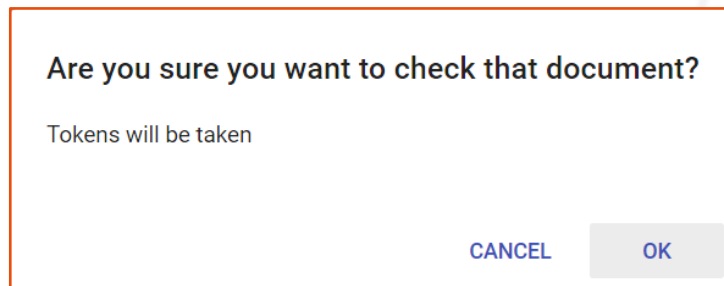 Are you sure you want to check that document?
Tokens will be taken
CANCEL OK